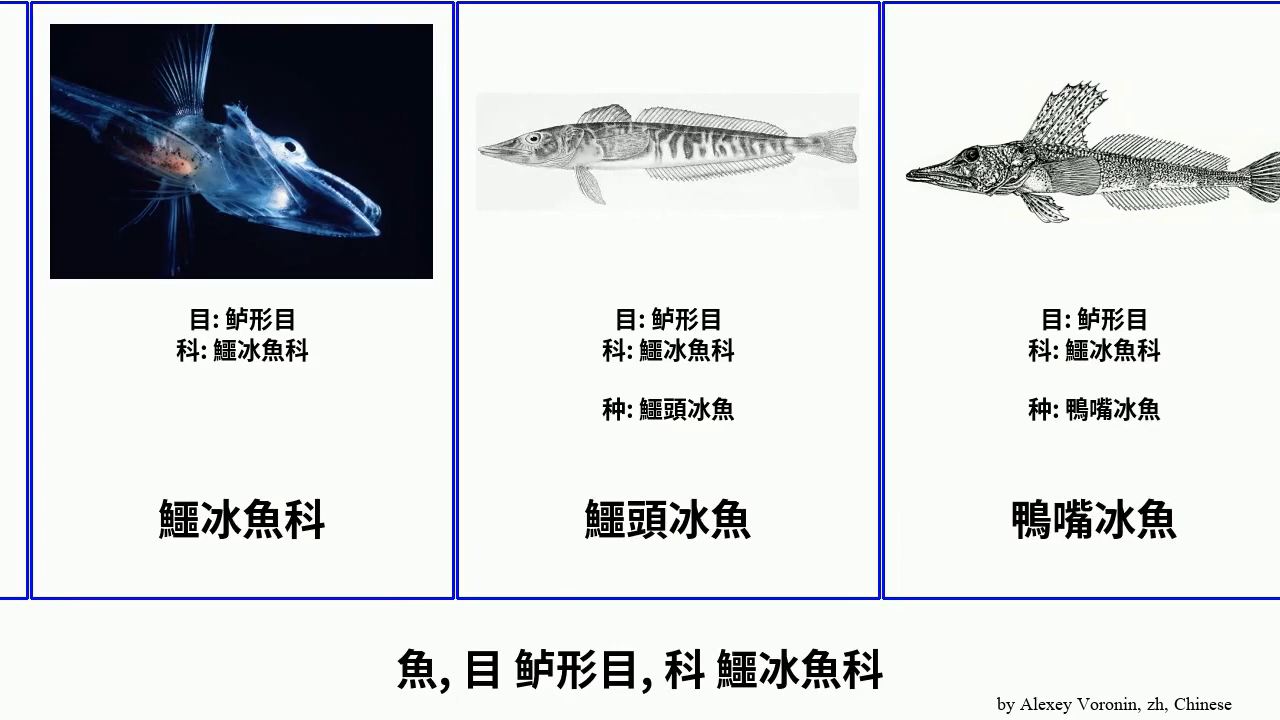 目: 鲈形目
科: 鱷冰魚科
鱷冰魚科
目: 鲈形目
科: 鱷冰魚科
种: 鱷頭冰魚
鱷頭冰魚
目: 鲈形目
科: 鱷冰魚科
种: 鴨嘴冰魚
鴨嘴冰魚
魚, 目 鲈形目, 科 鱷冰魚科
by Alexey Voronin, zh, Chinese